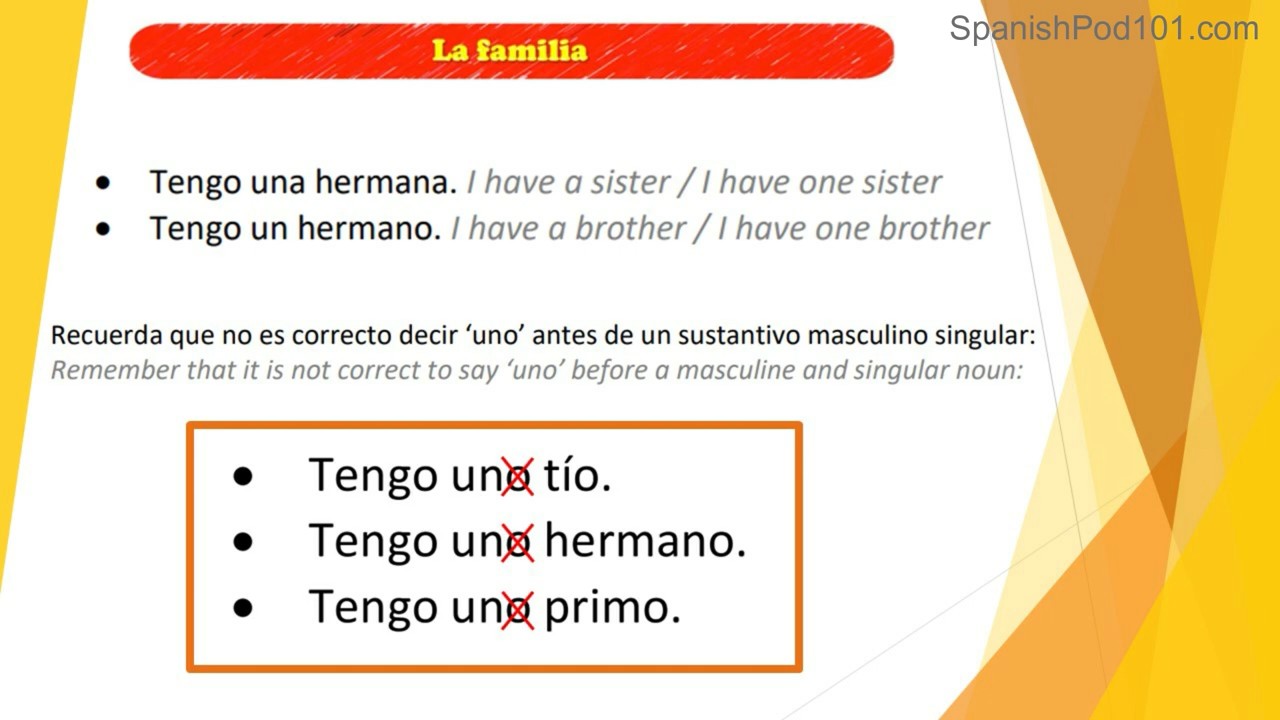 SpanishPod101.com
La familia
• Tengo una hermana. I have a sister / I have one sister
• Tengo un hermano. I have a brother / I have one brother
Recuerda que no es correcto decir ‘uno’ antes de un sustantivo masculino singular:
Remember that it is not correct to say ‘uno’ before a masculine and singular noun:
• Tengo uno tío.
• Tengo uno hermano.
• Tengo uno primo.